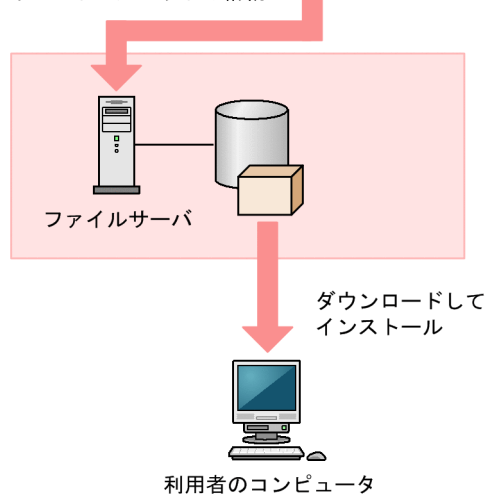 ファイルサーバ
ダウンロードして
インストール
利用者のコンピュータ